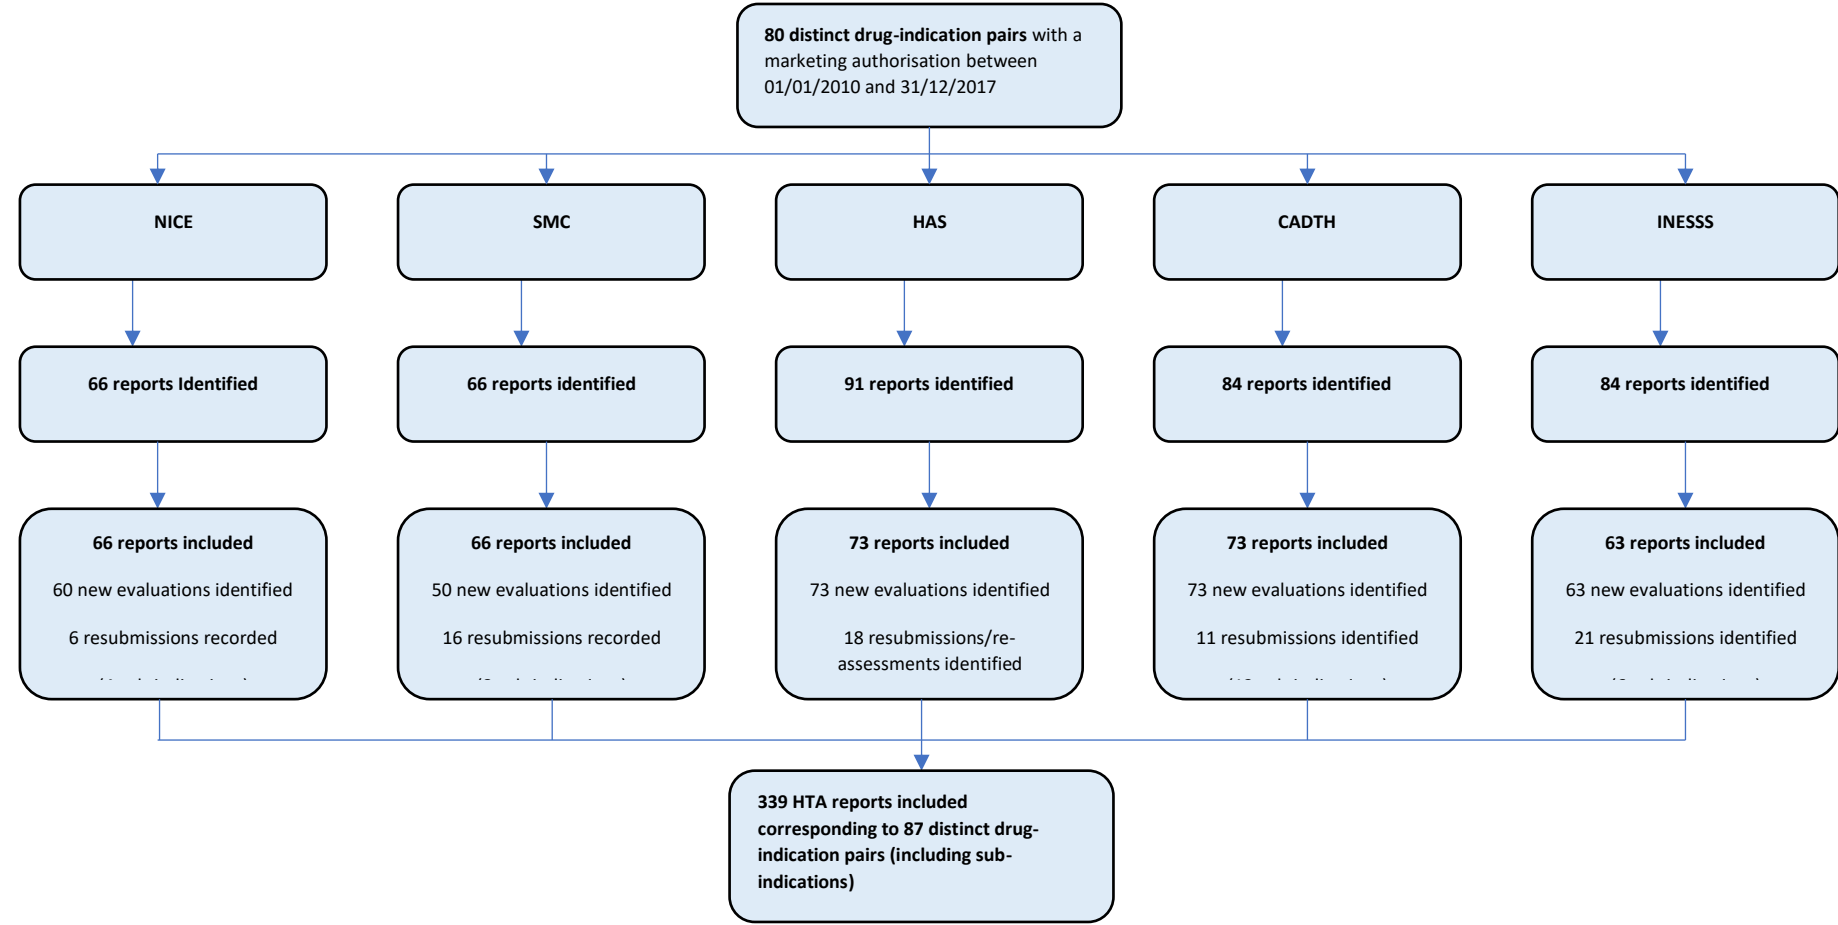 80 distinct drug-indication pairs with a
marketing authorisation between
01/01/2010 and 31/12/2017
NICE
SMC
HAS
CADTH
INESSS
66 reports Identified
66 reports identified
91 reports identified
84 reports identified
84 reports identified
66 reports included
60 new evaluations identified
6 resubmissions recorded
66 reports included
50 new evaluations identified
16 resubmissions recorded
73 reports included
73 new evaluations identified
18 resubmissions/re-
assessments identified
73 reports included
73 new evaluations identified
11 resubmissions identified
63 reports included
63 new evaluations identified
21 resubmissions identified
339 HTA reports included
corresponding to 87 distinct drug-
indication pairs (including sub-
indications)